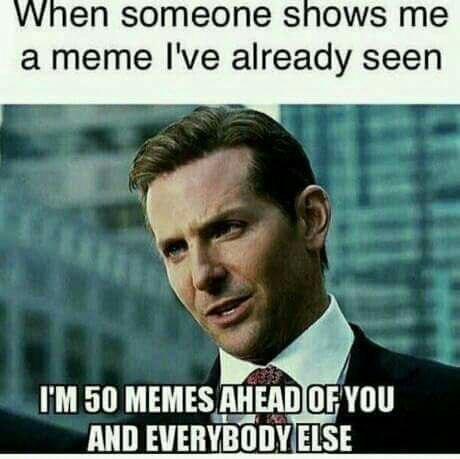 When someone shows me
a meme I've already seen
I'M 50 MEMES AHEAD OF YOU
AND EVERYBODY ELSE